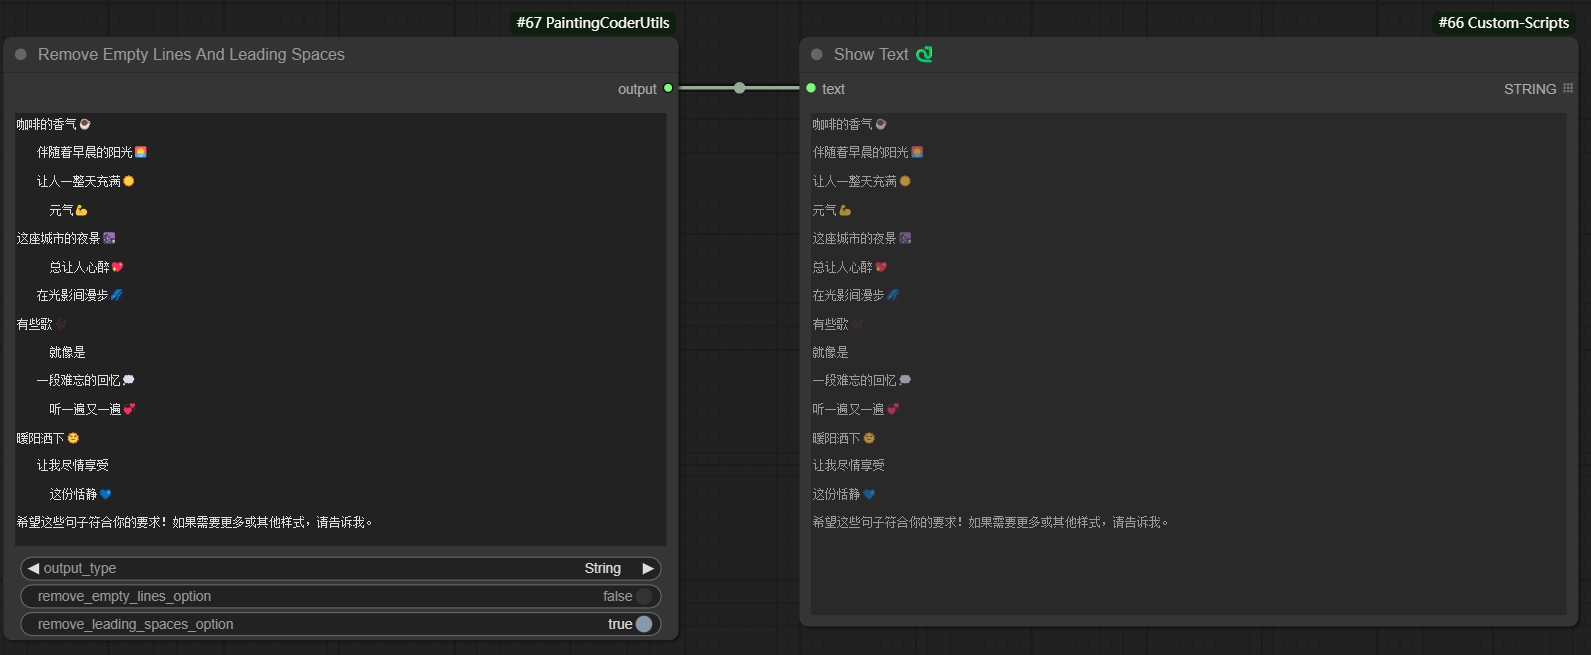 #67 PaintingCoderUtils
Remove Empty Lines And Leading Spaces
output
咖啡的香气☕
伴随着早晨的阳光🌅
让人一整天充满🌞
元气💪
这座城市的夜景🌆
总让人心醉💖
在光影间漫步🌌
有些歌🎶
就像是
一段难忘的回忆💭
听一遍又一遍💞
暖阳洒下🌞
让我尽情享受
这份恬静💙
希望这些句子符合你的要求！如果需要更多或其他样式，请告诉我。
output_type String
remove_empty_lines_option false
remove_leading_spaces_option true
#66 Custom-Scripts
Show Text
text STRING
咖啡的香气☕
伴随着早晨的阳光🌅
让人一整天充满🌞
元气💪
这座城市的夜景🌆
总让人心醉💖
在光影间漫步🌌
有些歌🎶
就像是
一段难忘的回忆💭
听一遍又一遍💞
暖阳洒下🌞
让我尽情享受
这份恬静💙
希望这些句子符合你的要求！如果需要更多或其他样式，请告诉我。